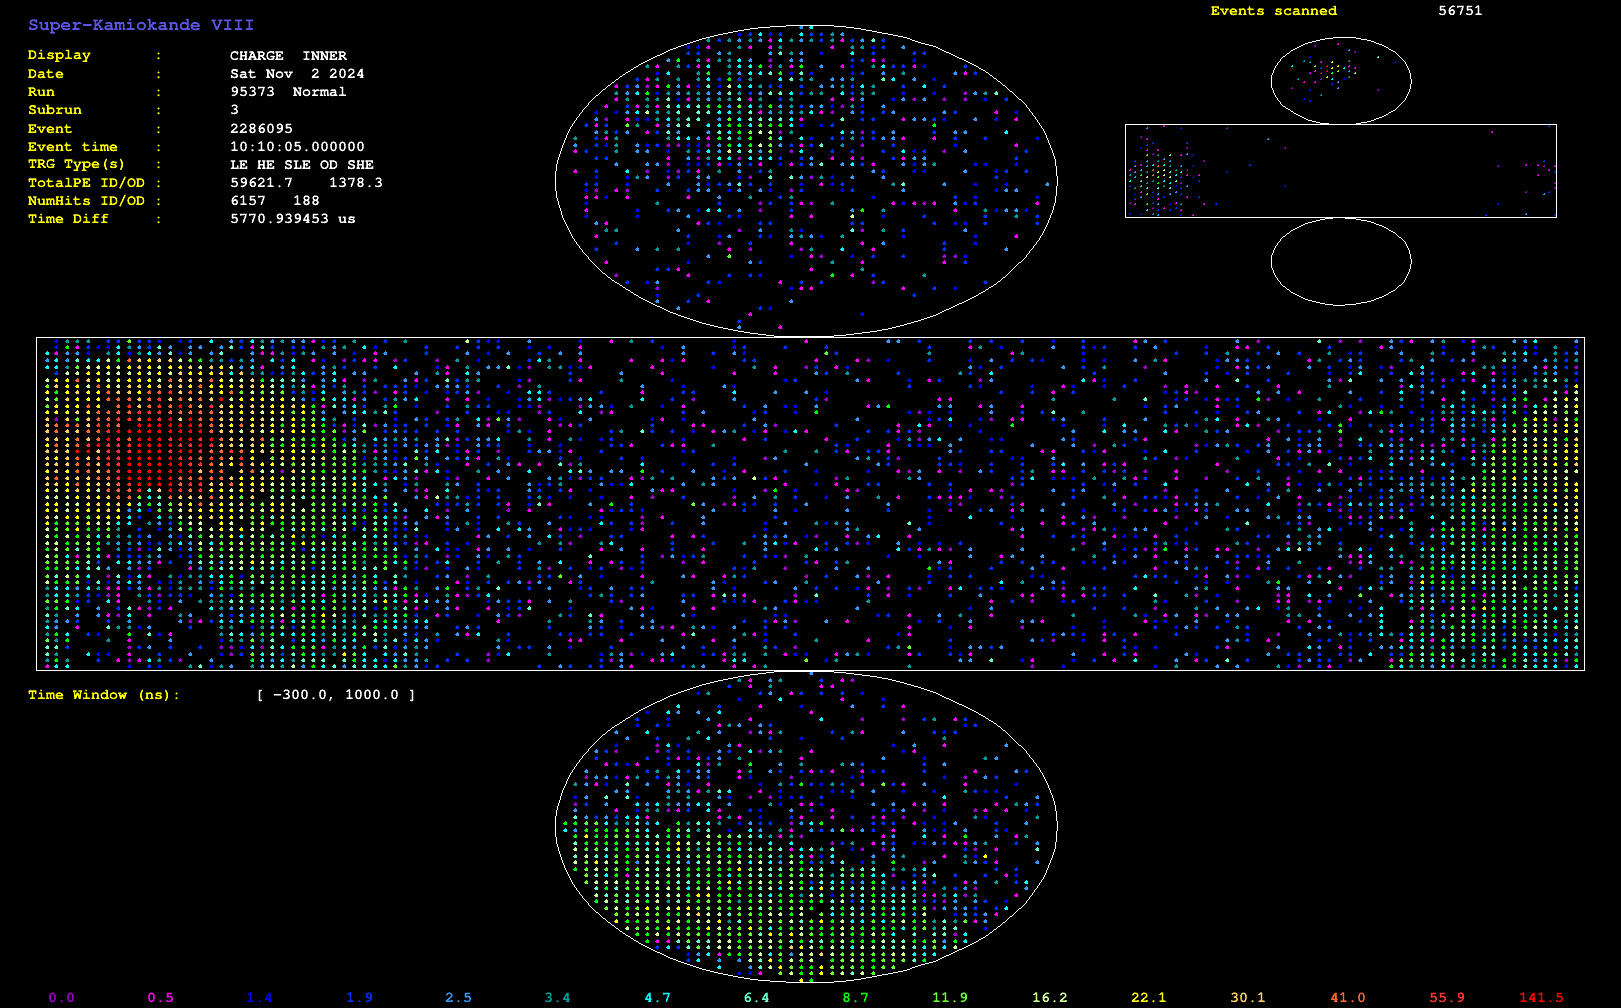 Super-Kamiokande VIII
Events scanned 56751
Display : CHARGE INNER
Date : Sat Nov 2 2024
Run : 95373 Normal
Subrun : 3
Event : 2286095
Event time : 10:10:05.000000
TRG Type(s) : LE HE SLE OD SHE
TotalPE ID/OD : 59621.7 1378.3
NumHits ID/OD : 6157 188
Time Diff : 5770.939453 us
Time Window (ns): [ −300.0, 1000.0 ]
0.0 0.5 1.4 1.9 2.5 3.4 4.7 6.4 8.7 11.9 16.2 22.1 30.1 41.0 55.9 141.5